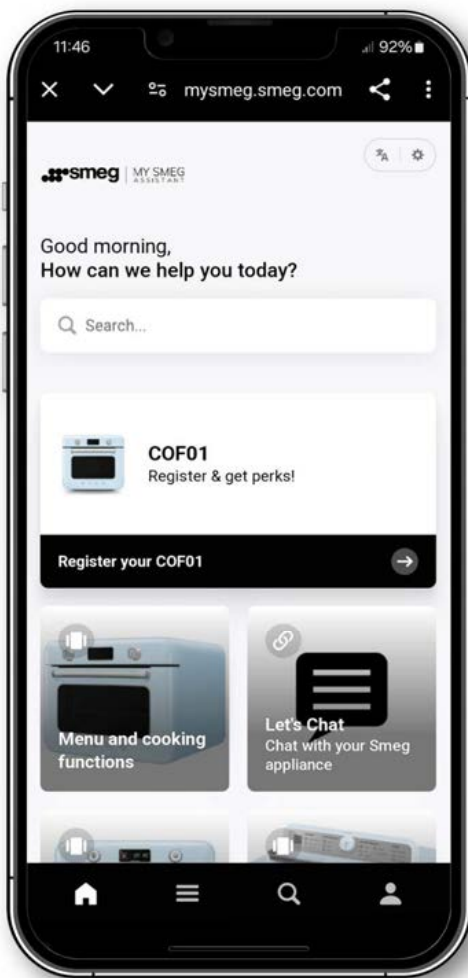 11:46
92%
mysmeg.smeg.com
smeg MY SMEG
ASSISTANT
Good morning,
How can we help you today?
Search...
COF01
Register & get perks!
Register your COF01
Menu and cooking
functions
Let's Chat
Chat with your Smeg
appliance